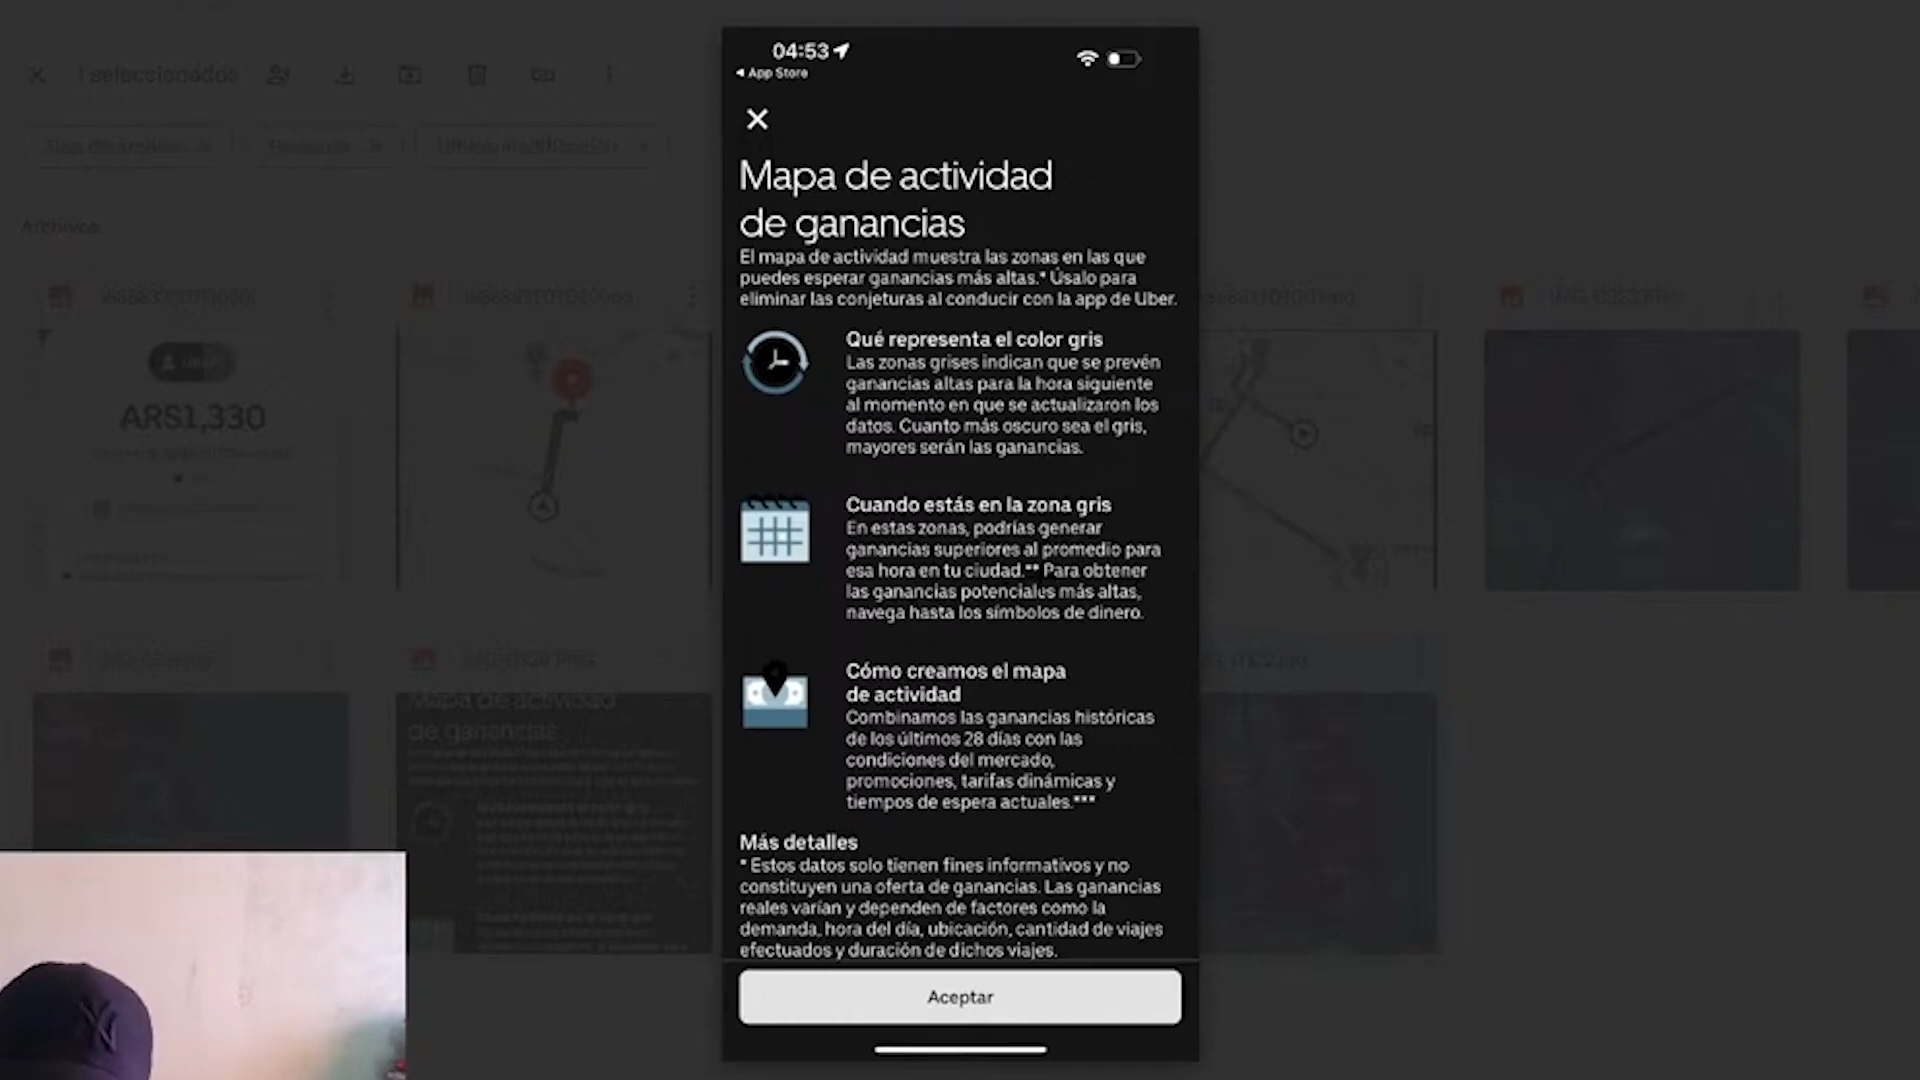 04:53
App Store
1 seleccionados
Archivos
ARS1,330
Mapa de actividad
de ganancias
El mapa de actividad muestra las zonas en las que
puedes esperar ganancias más altas.* Úsalo para
eliminar las conjeturas al conducir con la app de Uber.
Qué representa el color gris
Las zonas grises indican que se prevén
ganancias altas para la hora siguiente
al momento en que se actualizaron los
datos. Cuanto más oscuro sea el gris,
mayores serán las ganancias.
Cuando estás en la zona gris
En estas zonas, podrías generar
ganancias superiores al promedio para
esa hora en tu ciudad.** Para obtener
las ganancias potenciales más altas,
navega hasta los símbolos de dinero.
Cómo creamos el mapa
de actividad
Combinamos las ganancias históricas
de los últimos 28 días con las
condiciones del mercado,
promociones, tarifas dinámicas y
tiempos de espera actuales.***
Más detalles
* Estos datos solo tienen fines informativos y no
constituyen una oferta de ganancias. Las ganancias
reales varían y dependen de factores como la
demanda, hora del día, ubicación, cantidad de viajes
efectuados y duración de dichos viajes.
Aceptar
Mapa de actividad
de ganancias